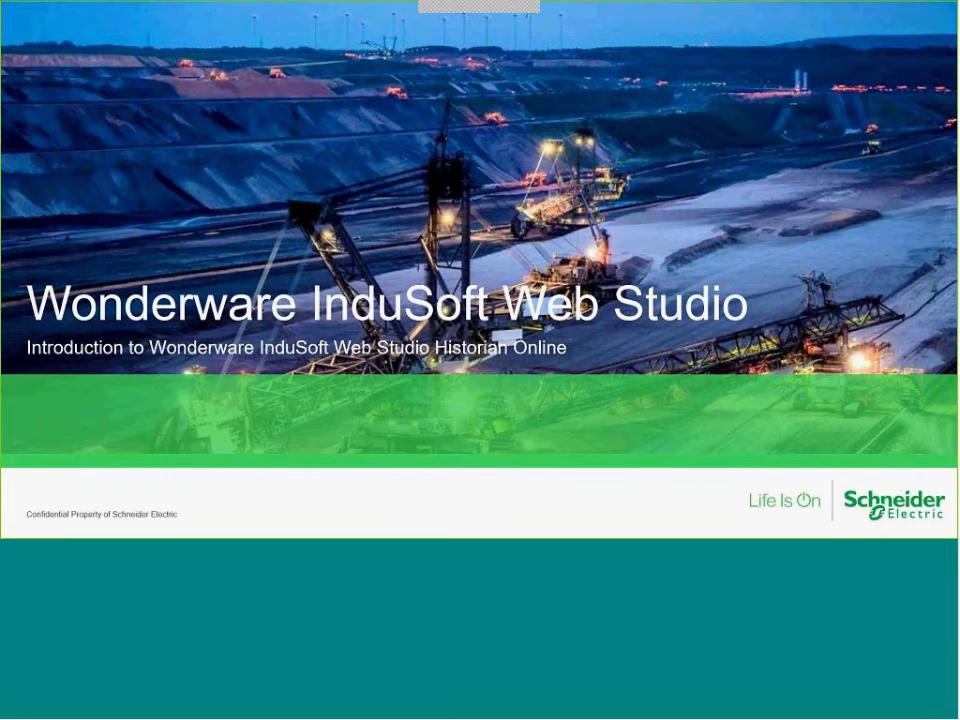 Wonderware InduSoft Web Studio
Introduction to Wonderware InduSoft Web Studio Historian Online
Confidential Property of Schneider Electric
Life Is On
Schneider
Electric